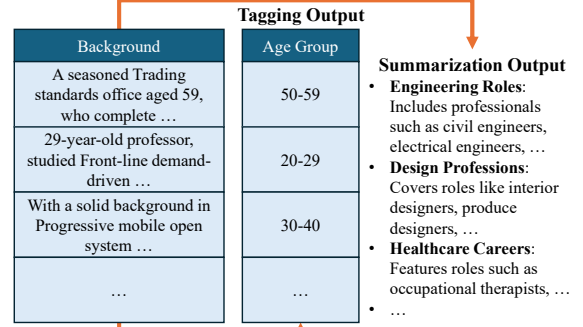 Tagging Output
Background
Age Group
A seasoned Trading
standards office aged 59,
who complete …
50-59
29-year-old professor,
studied Front-line demand-
driven …
20-29
With a solid background in
Progressive mobile open
system …
30-40
…
…
Summarization Output
• Engineering Roles:
Includes professionals
such as civil engineers,
electrical engineers, …
• Design Professions:
Covers roles like interior
designers, produce
designers, …
• Healthcare Careers:
Features roles such as
occupational therapists, …
• …